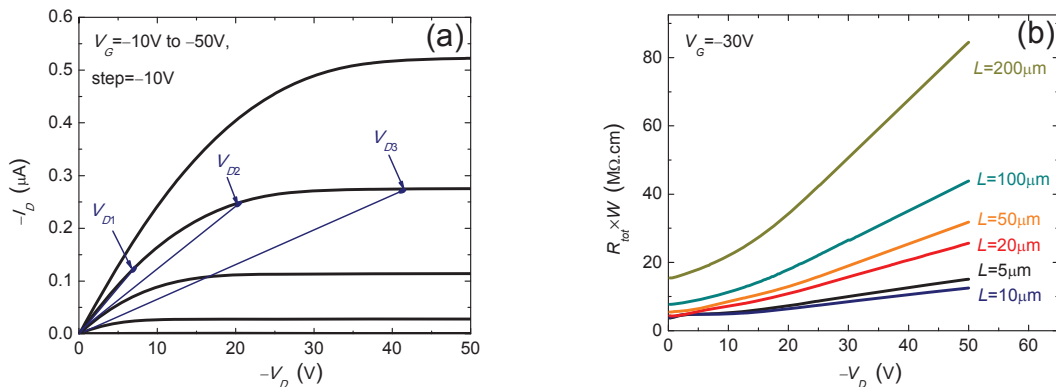 (a)
V_G=−10V to −50V,
step=−10V
V_D1
V_D2
V_D3
−I_D (µA)
0.6
0.5
0.4
0.3
0.2
0.1
0.0
0 10 20 30 40 50
−V_D (V)
(b)
V_G=−30V
L=200µm
L=100µm
L=50µm
L=20µm
L=5µm
L=10µm
R_tot×W (MΩ.cm)
80
60
40
20
0
0 10 20 30 40 50 60
−V_D (V)